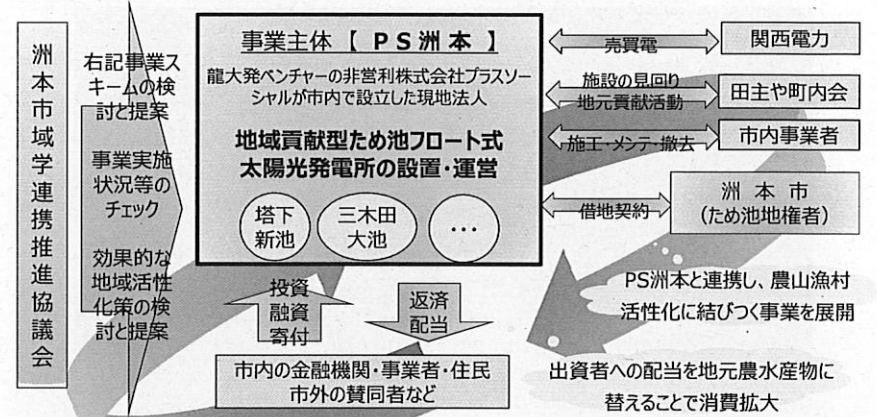 洲本市域学連携推進協議会
右記事業ス
キームの検
討と提案
事業実施
状況等の
チェック
効果的な
地域活性
化策の検
討と提案
事業主体 【 PS洲本 】
龍大発ベンチャーの非営利株式会社プラスソー
シャルが市内で設立した現地法人
地域貢献型ため池フロート式
太陽光発電所の設置・運営
塔下
新池
三木田
大池
…
売買電
関西電力
施設の見回り
地元貢献活動
田主や町内会
施工・メンテ・撤去
市内事業者
借地契約
洲本市
(ため池地権者)
投資
融資
寄付
返済
配当
市内の金融機関・事業者・住民
市外の賛同者など
PS洲本と連携し、農山漁村
活性化に結びつく事業を展開
出資者への配当を地元農水産物に
替えることで消費拡大